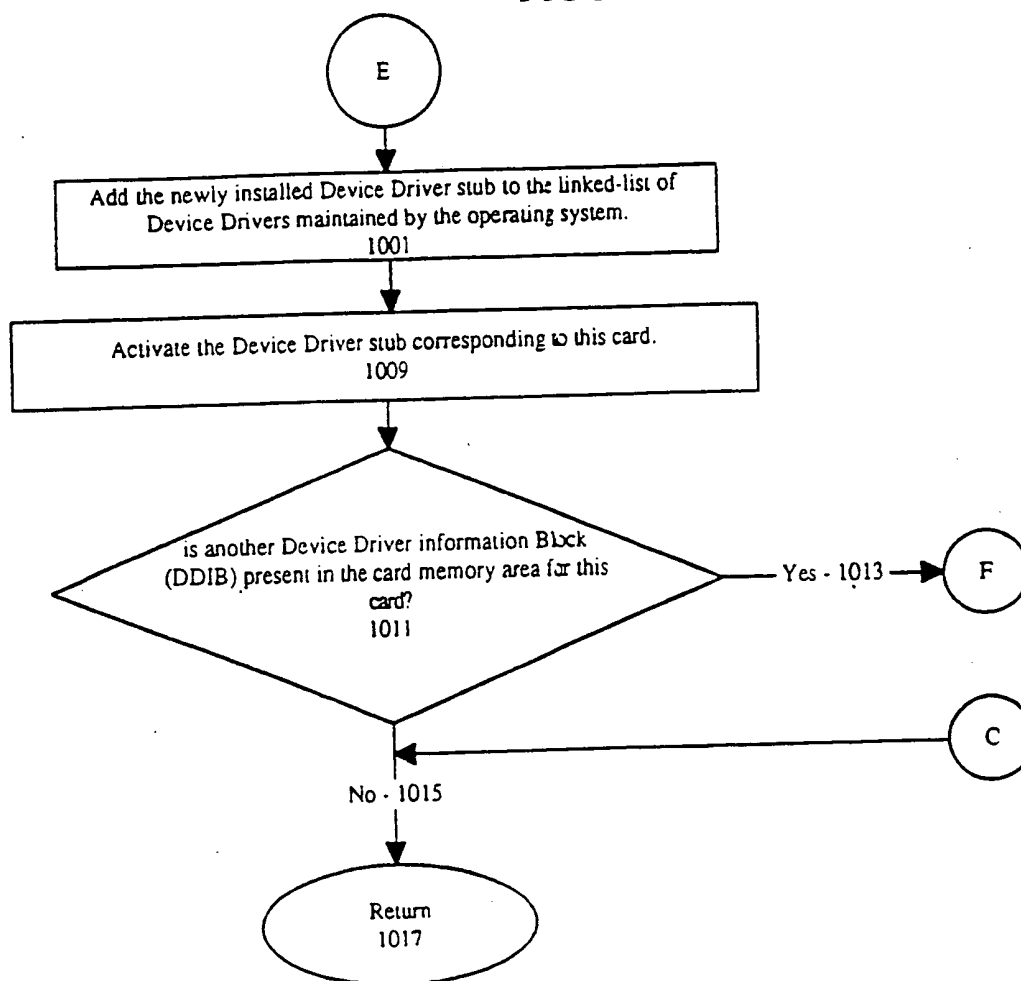 E
Add the newly installed Device Driver stub to the linked-list of
Device Drivers maintained by the operating system.
1001
Activate the Device Driver stub corresponding to this card.
1009
is another Device Driver information Block
(DDIB) present in the card memory area for this
card?
1011
Yes - 1013
F
C
No - 1015
Return
1017